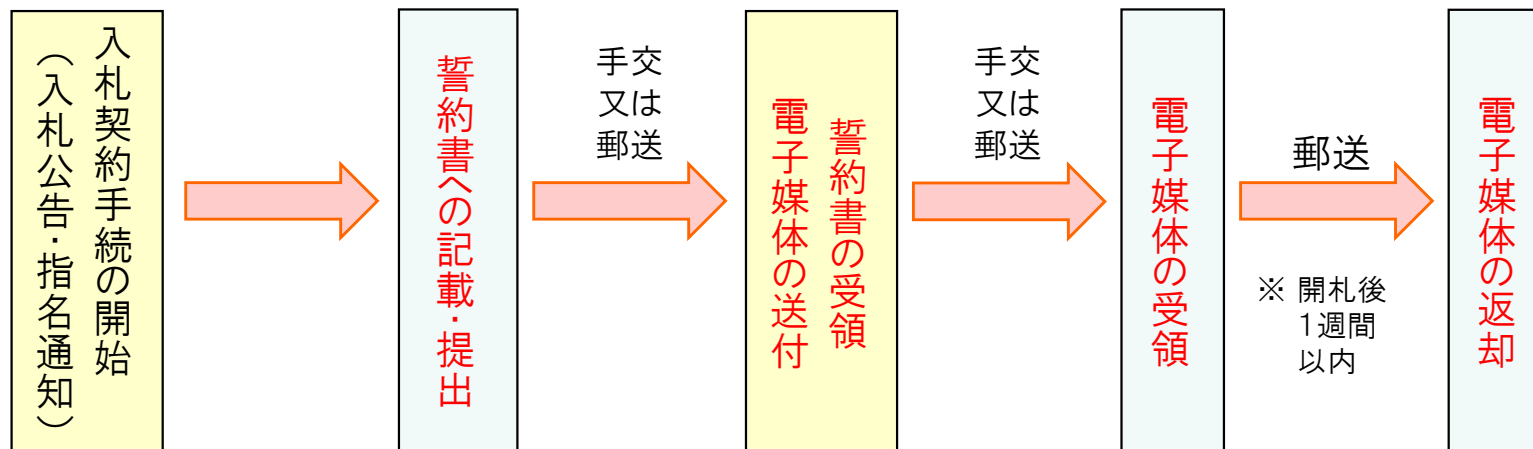 入札契約手続の開始
（入札公告・指名通知）
誓約書への記載・提出
手交
又は
郵送
誓約書の受領
電子媒体の送付
手交
又は
郵送
電子媒体の受領
郵送
※ 開札後
1週間
以内
電子媒体の返却